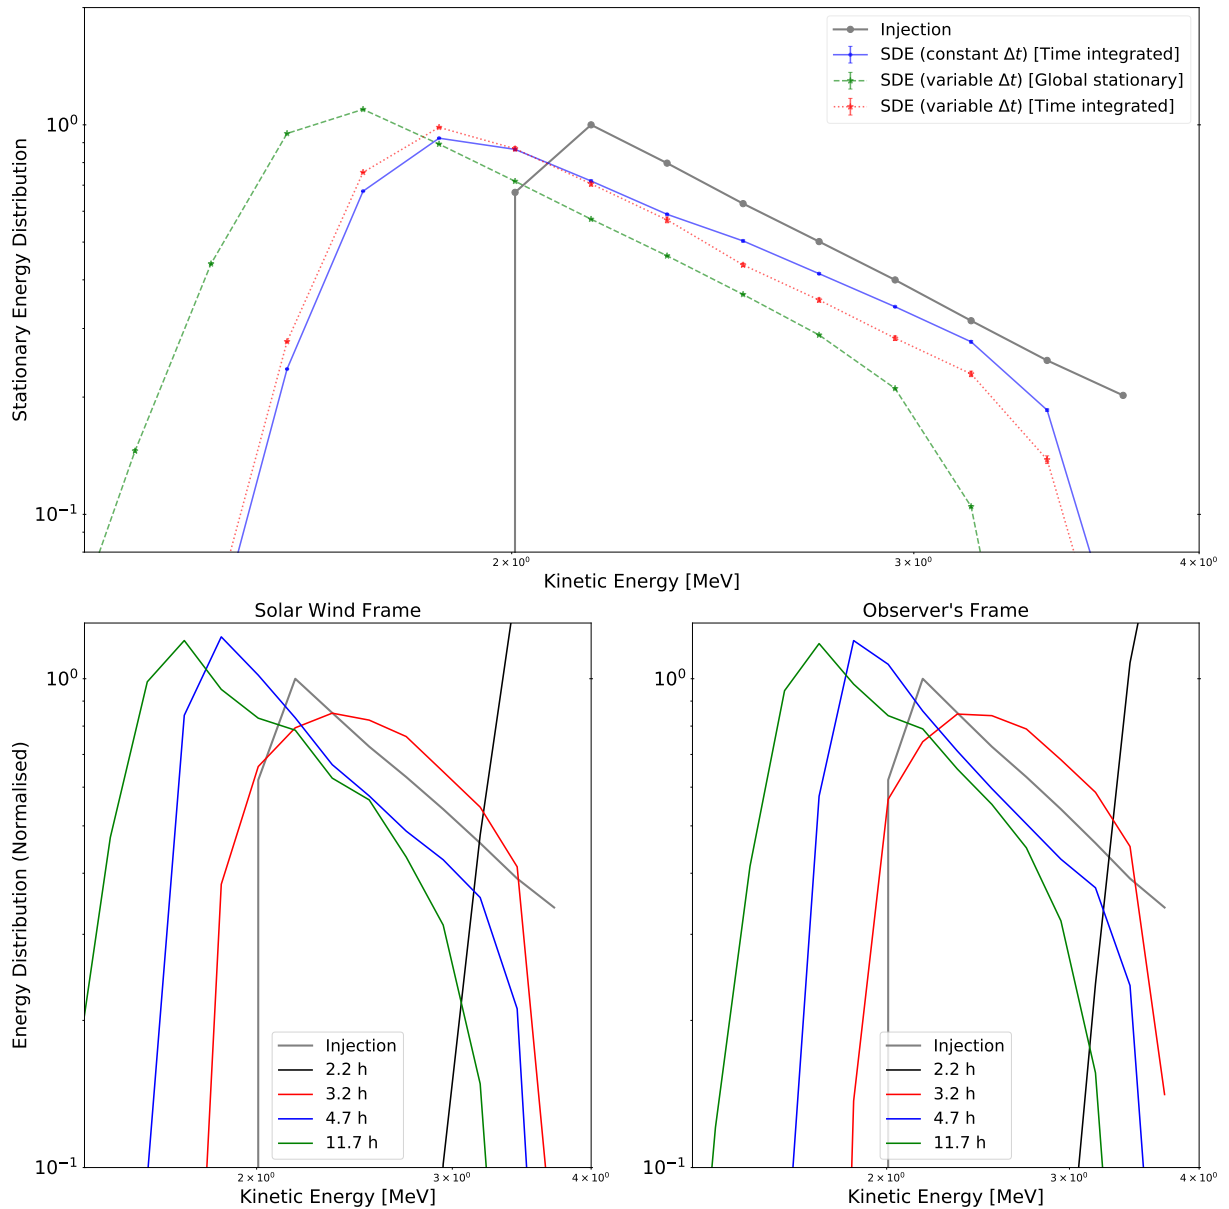 Injection
SDE (constant Δt) [Time integrated]
SDE (variable Δt) [Global stationary]
SDE (variable Δt) [Time integrated]
Stationary Energy Distribution
10⁰
10⁻¹
2 × 10⁰
3 × 10⁰
4 × 10⁰
Kinetic Energy [MeV]
Solar Wind Frame
Energy Distribution (Normalised)
10⁰
10⁻¹
Injection
2.2 h
3.2 h
4.7 h
11.7 h
2 × 10⁰
3 × 10⁰
4 × 10⁰
Kinetic Energy [MeV]
Observer's Frame
10⁰
10⁻¹
Injection
2.2 h
3.2 h
4.7 h
11.7 h
2 × 10⁰
3 × 10⁰
4 × 10⁰
Kinetic Energy [MeV]